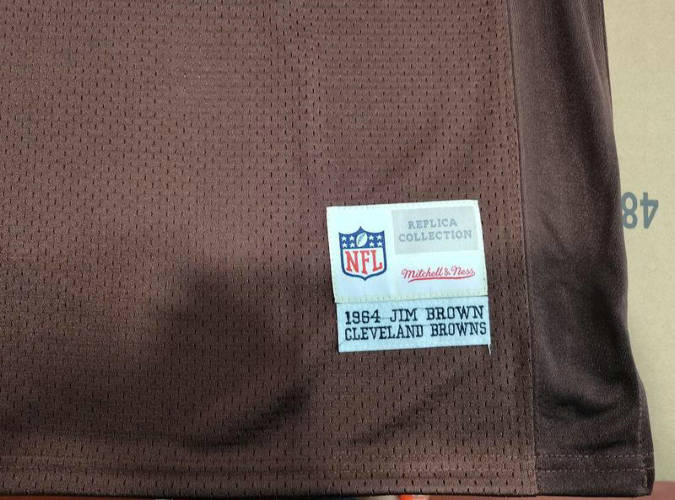 REPLICA
COLLECTION
NFL
Mitchell & Ness
1964 JIM BROWN
CLEVELAND BROWNS
48